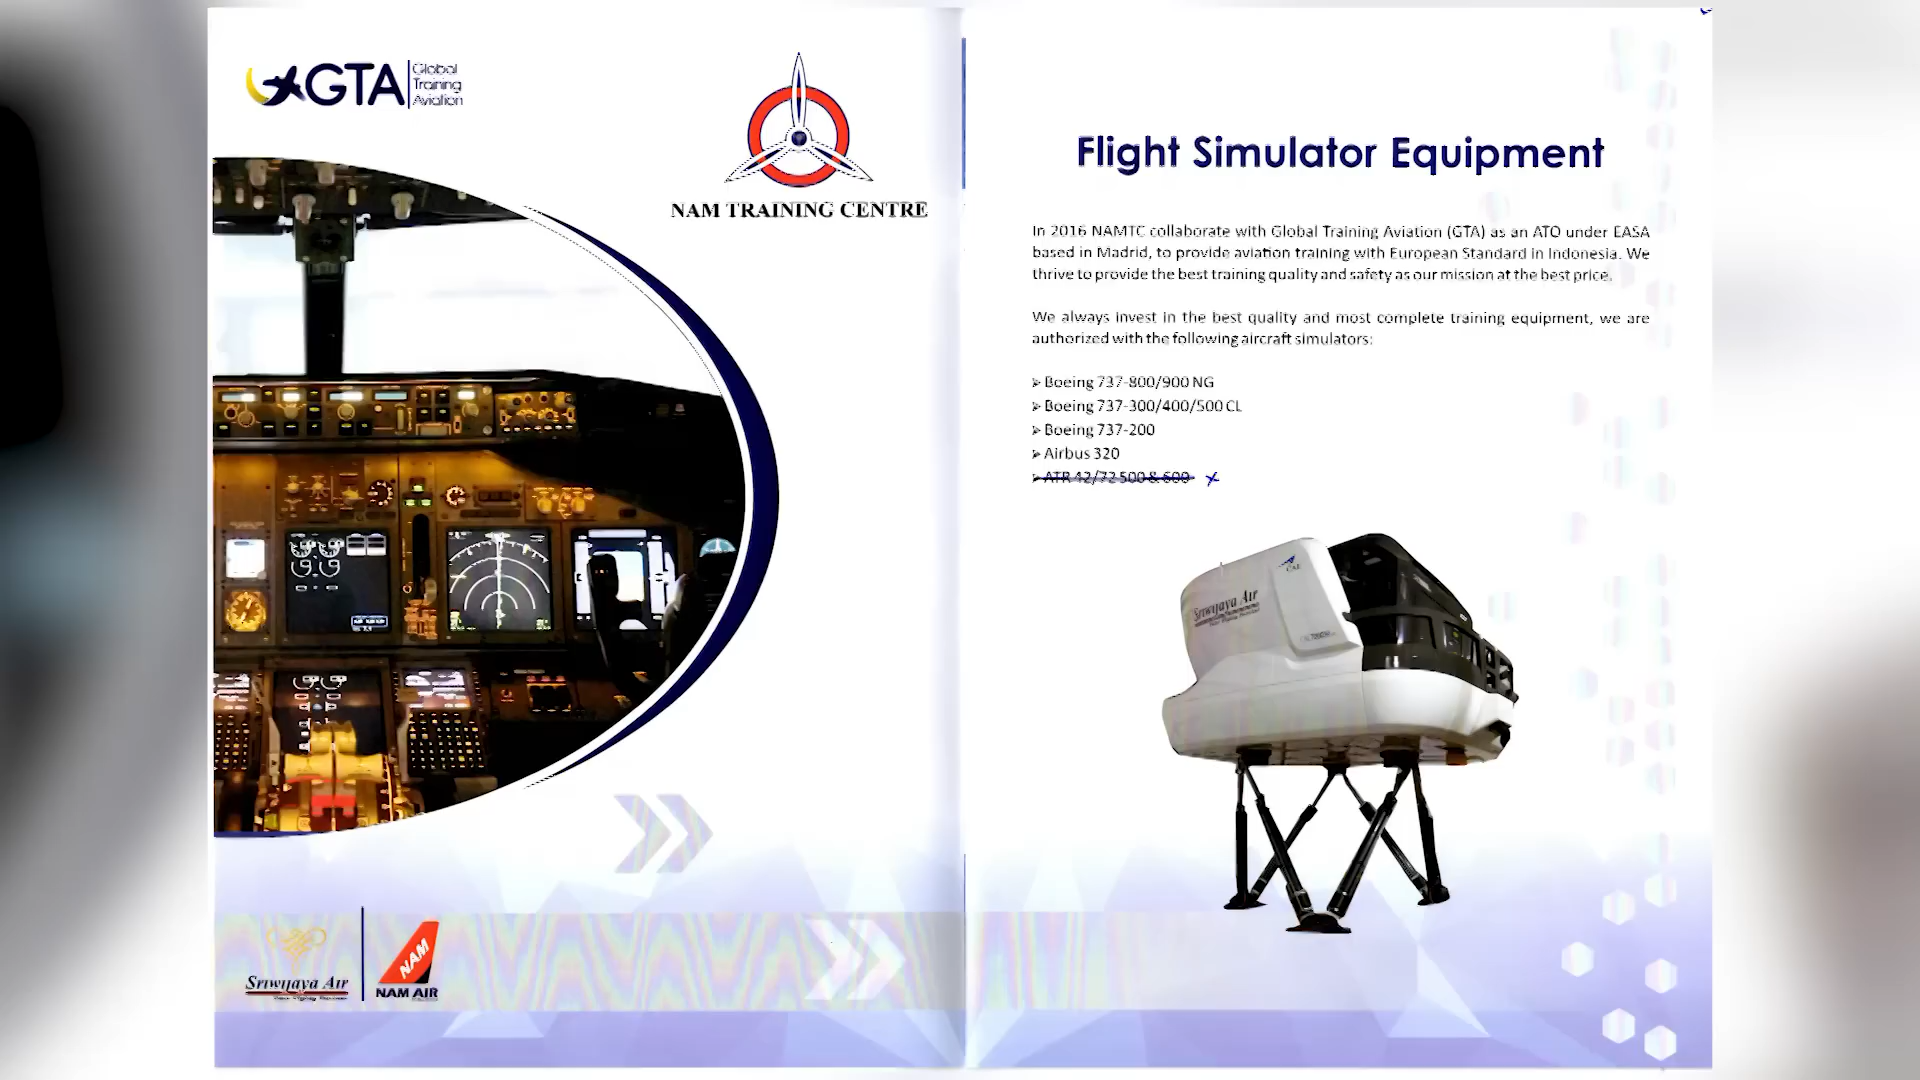 GTA
Global
Training
Aviation
NAM TRAINING CENTRE
Sriwijaya Air
NAM
NAM AIR
Flight Simulator Equipment
In 2016 NAMTC collaborate with Global Training Aviation (GTA) as an ATO under EASA
based in Madrid, to provide aviation training with European Standard in Indonesia. We
thrive to provide the best training quality and safety as our mission at the best price.
We always invest in the best quality and most complete training equipment, we are
authorized with the following aircraft simulators:
➢ Boeing 737-800/900 NG
➢ Boeing 737-300/400/500 CL
➢ Boeing 737-200
➢ Airbus 320
➢ ATR 42/72 500 & 600 x
CAE
Sriwijaya Air